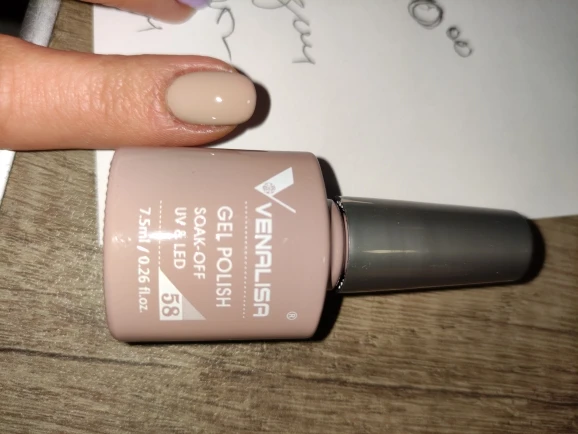 VENALISA®
GEL POLISH
SOAK-OFF
UV & LED
58
7.5ml / 0.26 fl.oz.